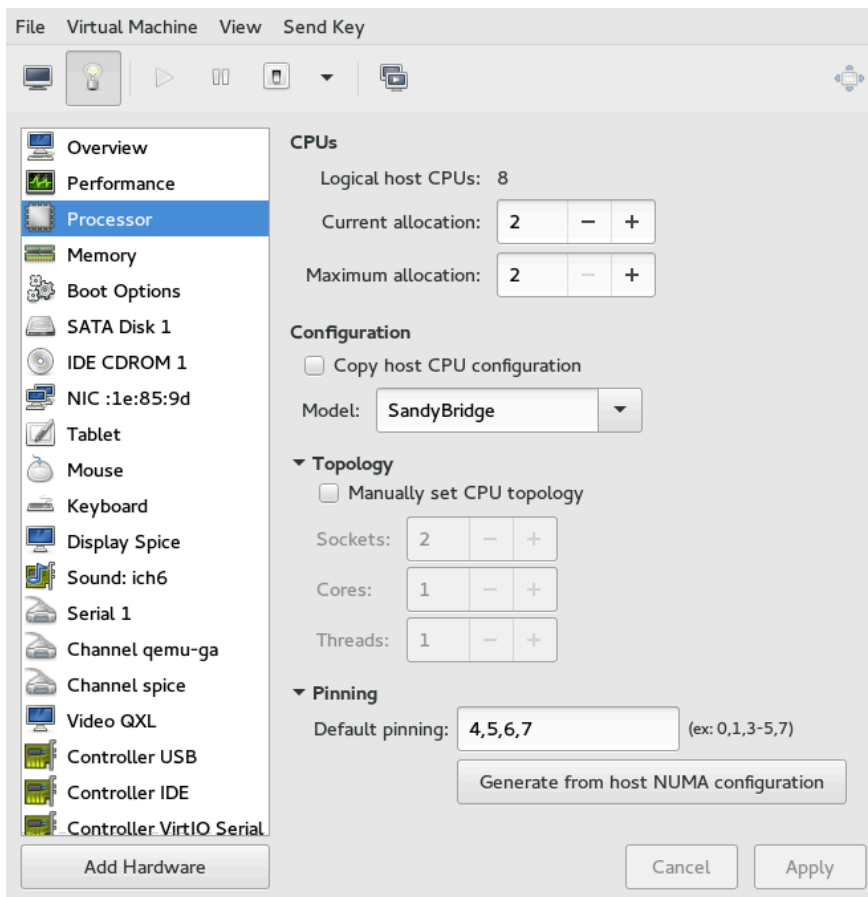 File Virtual Machine View Send Key
Overview
Performance
Processor
Memory
Boot Options
SATA Disk 1
IDE CDROM 1
NIC :1e:85:9d
Tablet
Mouse
Keyboard
Display Spice
Sound: ich6
Serial 1
Channel qemu-ga
Channel spice
Video QXL
Controller USB
Controller IDE
Controller VirtIO Serial
Add Hardware
CPUs
Logical host CPUs: 8
Current allocation: 2 − +
Maximum allocation: 2 − +
Configuration
Copy host CPU configuration
Model: SandyBridge
Topology
Manually set CPU topology
Sockets: 2 − +
Cores: 1 − +
Threads: 1 − +
Pinning
Default pinning: 4,5,6,7 (ex: 0,1,3-5,7)
Generate from host NUMA configuration
Cancel Apply